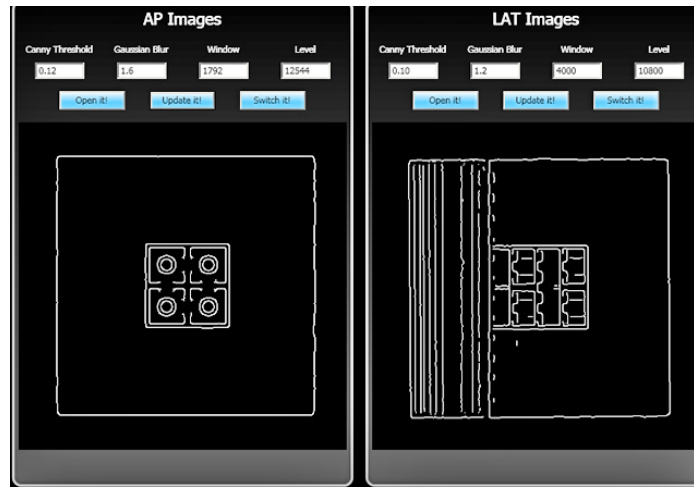 AP Images
Canny Threshold Gaussian Blur Window Level
0.12 1.6 1792 12544
Open it! Update it! Switch it!
LAT Images
Canny Threshold Gaussian Blur Window Level
0.10 1.2 4000 10800
Open it! Update it! Switch it!